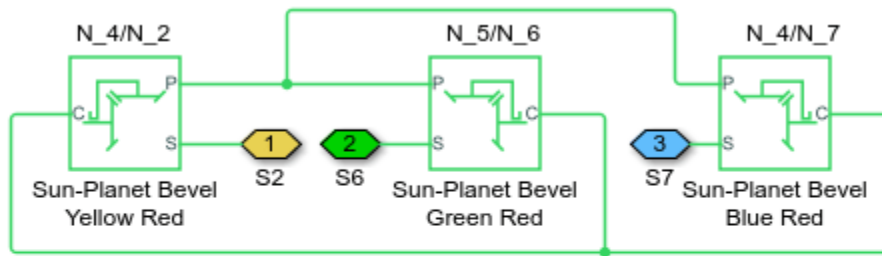 N_4/N_2
N_5/N_6
N_4/N_7
P
C
S
1
S2
Sun-Planet Bevel
Yellow Red
2
S6
P
C
S
Sun-Planet Bevel
Green Red
3
S7
P
C
S
Sun-Planet Bevel
Blue Red